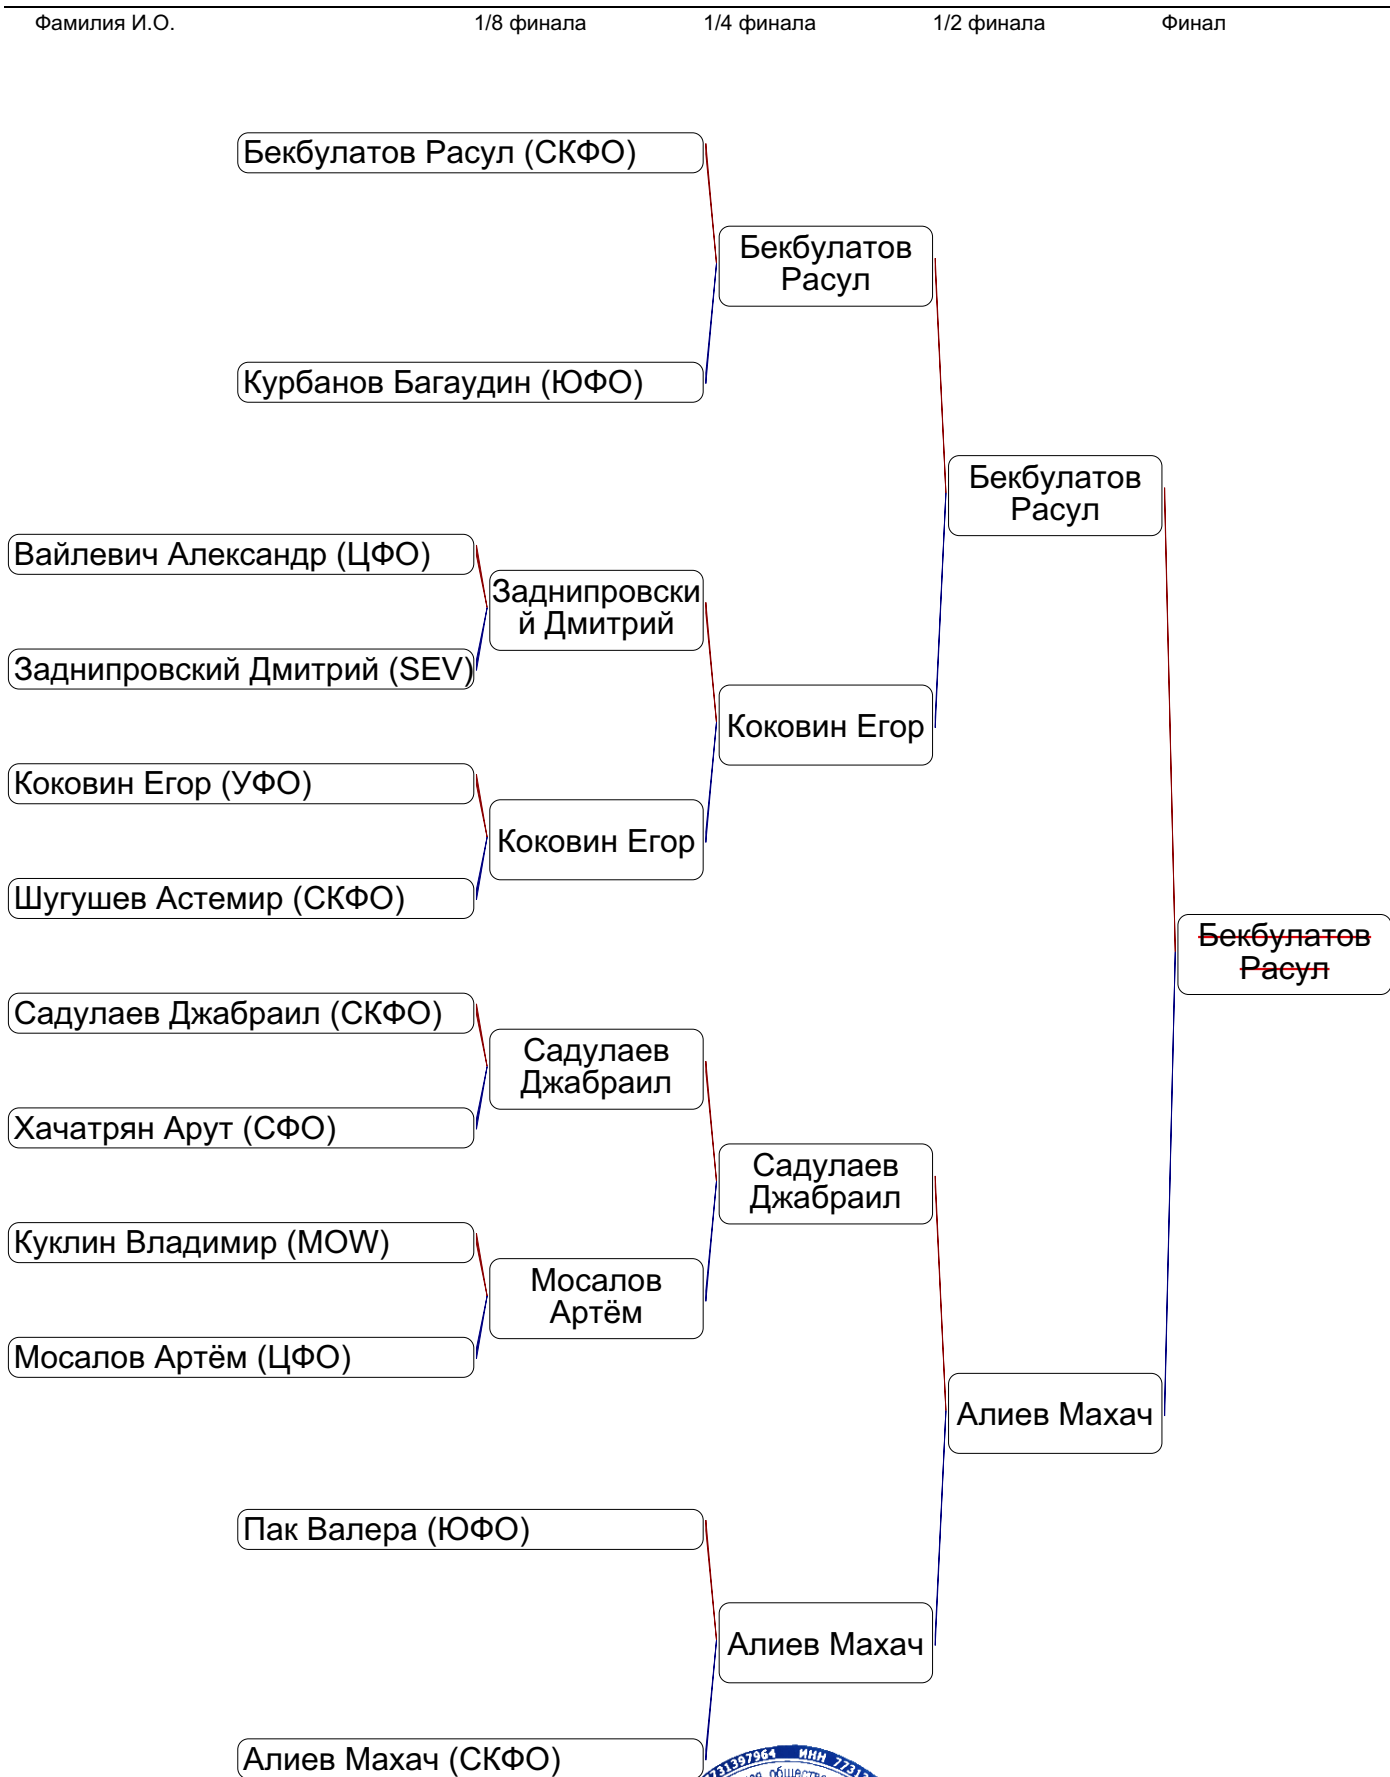 Фамилия И.О. 1/8 финала 1/4 финала 1/2 финала Финал
Бекбулатов Расул (СКФО)
Бекбулатов
Расул
Курбанов Багаудин (ЮФО)
Бекбулатов
Расул
Вайлевич Александр (ЦФО)
Заднипровски
й Дмитрий
Заднипровский Дмитрий (SEV)
Коковин Егор
Коковин Егор (УФО)
Коковин Егор
Шугушев Астемир (СКФО)
Бекбулатов
Расул
Садулаев Джабраил (СКФО)
Садулаев
Джабраил
Хачатрян Арут (СФО)
Садулаев
Джабраил
Куклин Владимир (MOW)
Мосалов
Артём
Мосалов Артём (ЦФО)
Алиев Махач
Пак Валера (ЮФО)
Алиев Махач
Алиев Махач (СКФО)
ИНН